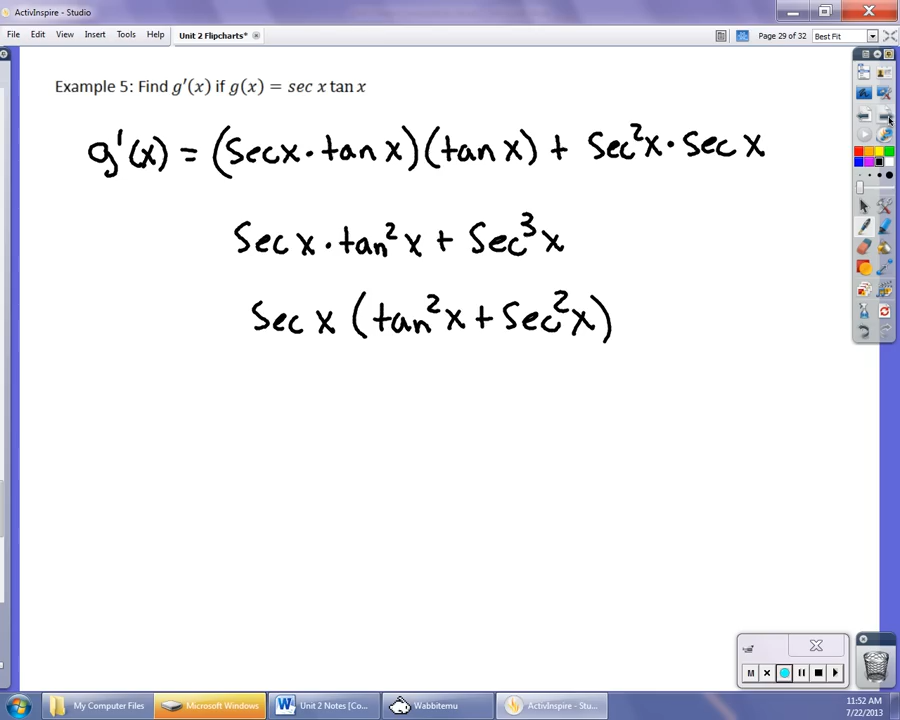 ActivInspire - Studio
File Edit View Insert Tools Help Unit 2 Flipcharts* Page 29 of 32 Best Fit
Example 5: Find g′(x) if g(x) = sec x tan x
g'(x) = (secx · tan x)(tan x) + Sec²x · Sec x
Sec x · tan²x + Sec³x
Sec x (tan²x + Sec²x)
M
My Computer Files Microsoft Windows Unit 2 Notes [Co... Wabbitemu ActivInspire - Stu... 11:52 AM
7/22/2013